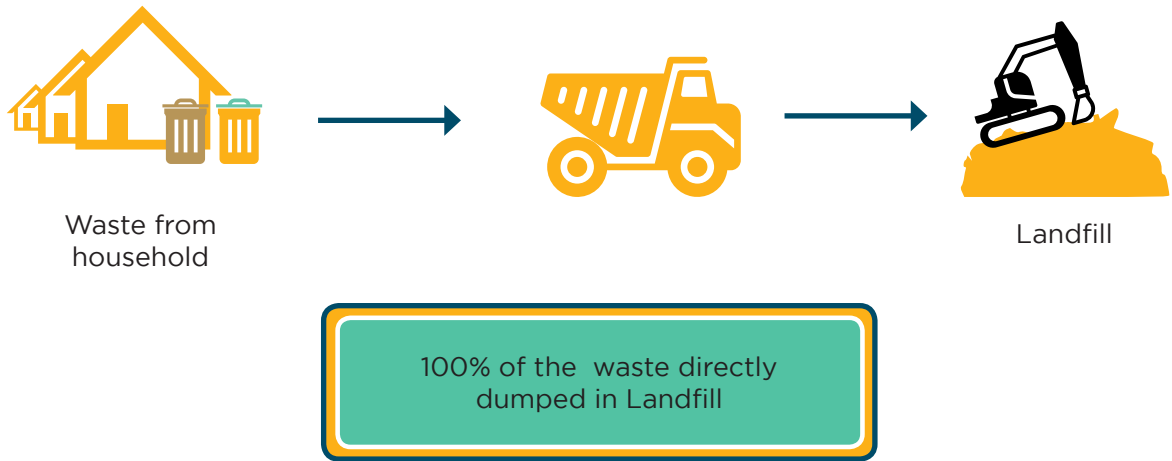 Waste from
household
Landfill
100% of the  waste directly
dumped in Landfill